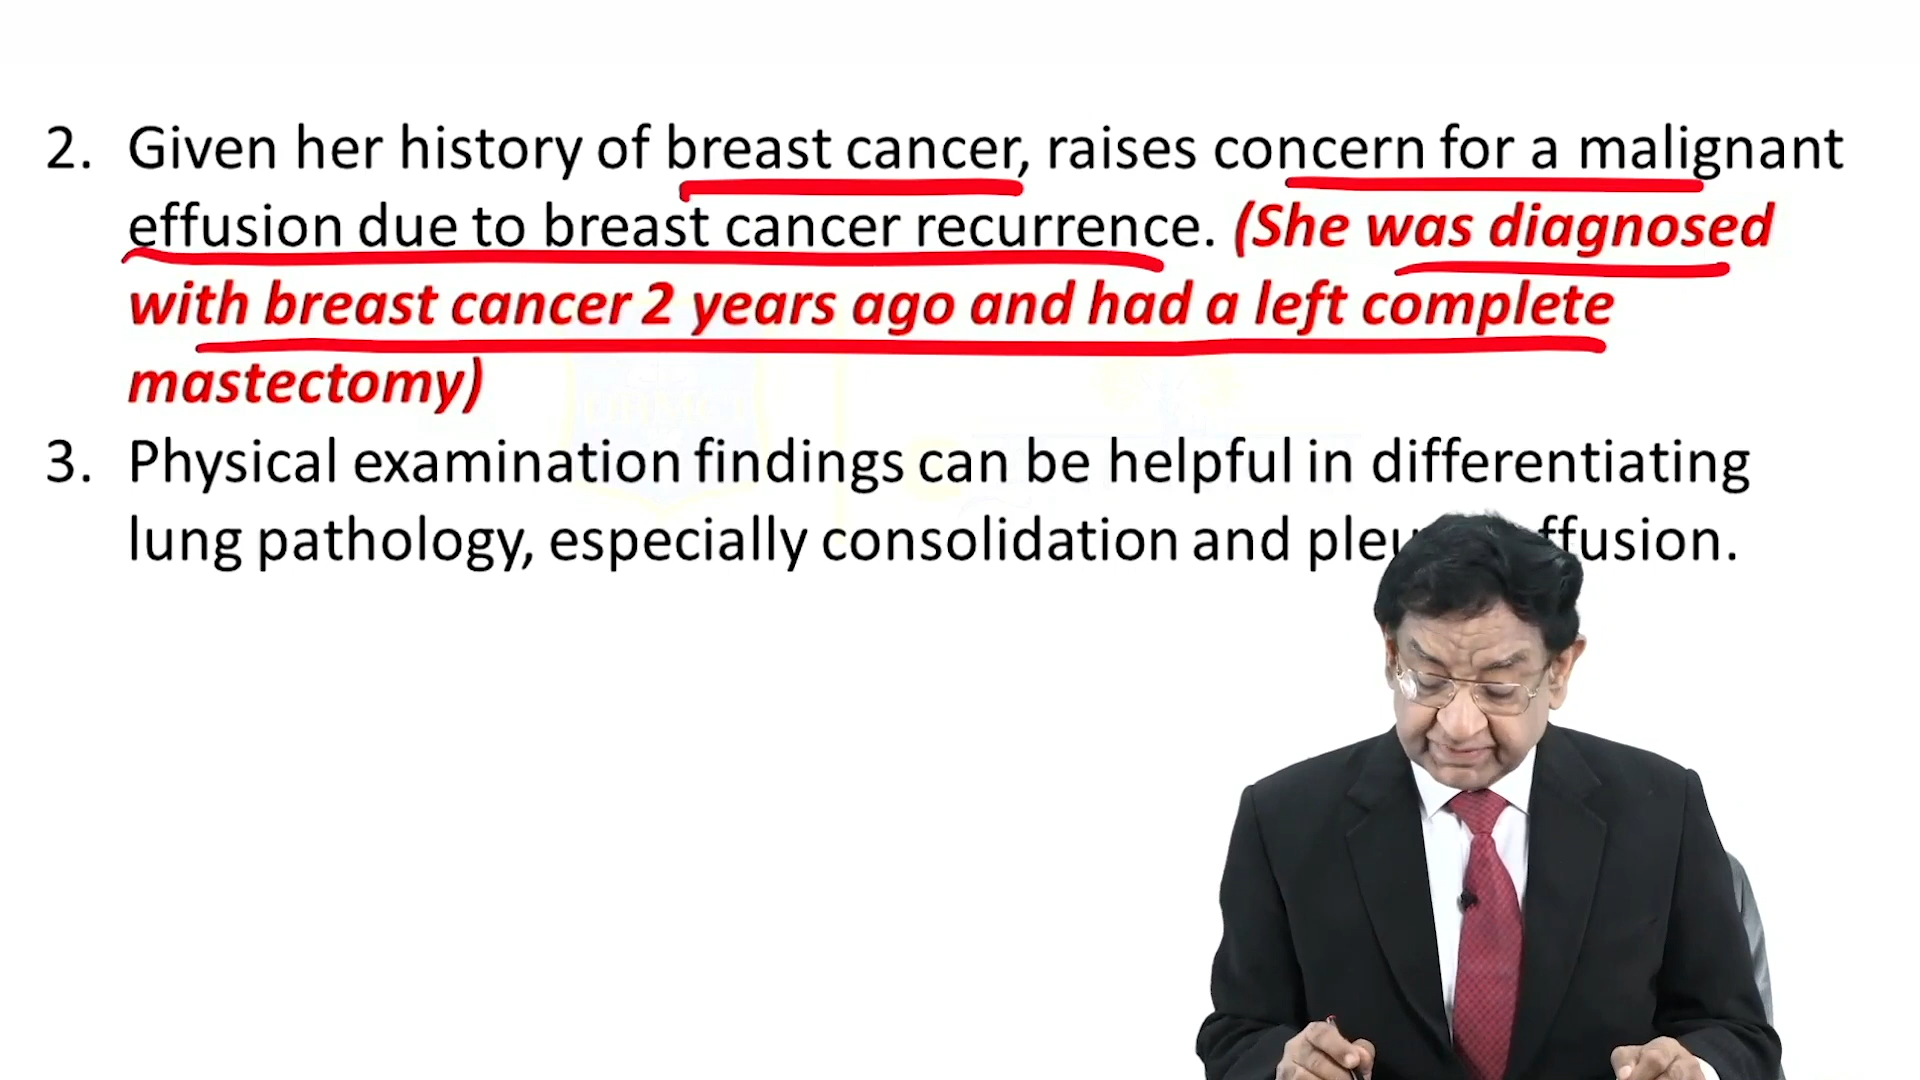 2. Given her history of breast cancer, raises concern for a malignant
effusion due to breast cancer recurrence. (She was diagnosed
with breast cancer 2 years ago and had a left complete
mastectomy)
3. Physical examination findings can be helpful in differentiating
lung pathology, especially consolidation and